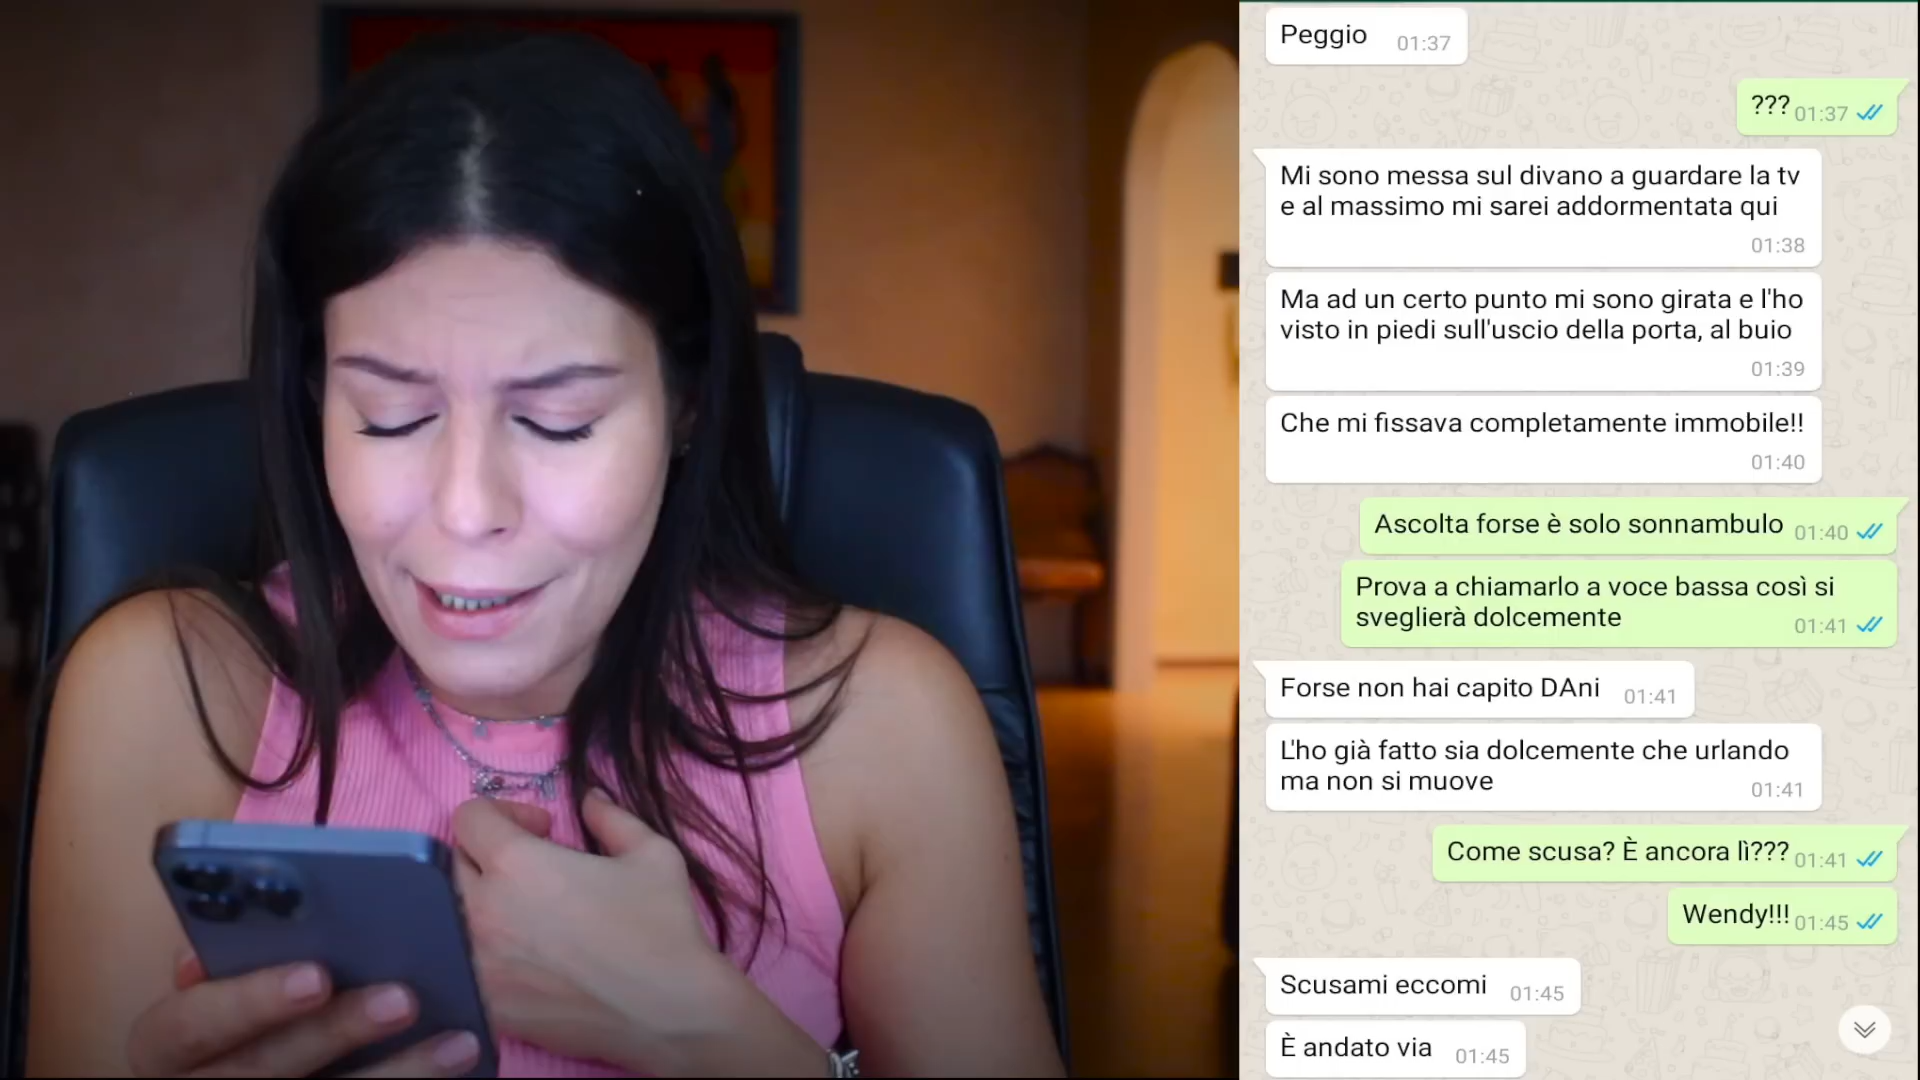 Peggio 01:37
??? 01:37
Mi sono messa sul divano a guardare la tv
e al massimo mi sarei addormentata qui
01:38
Ma ad un certo punto mi sono girata e l'ho
visto in piedi sull'uscio della porta, al buio
01:39
Che mi fissava completamente immobile!!
01:40
Ascolta forse è solo sonnambulo 01:40
Prova a chiamarlo a voce bassa così si
sveglierà dolcemente 01:41
Forse non hai capito DAni 01:41
L'ho già fatto sia dolcemente che urlando
ma non si muove 01:41
Come scusa? È ancora lì??? 01:41
Wendy!!! 01:45
Scusami eccomi 01:45
È andato via 01:45